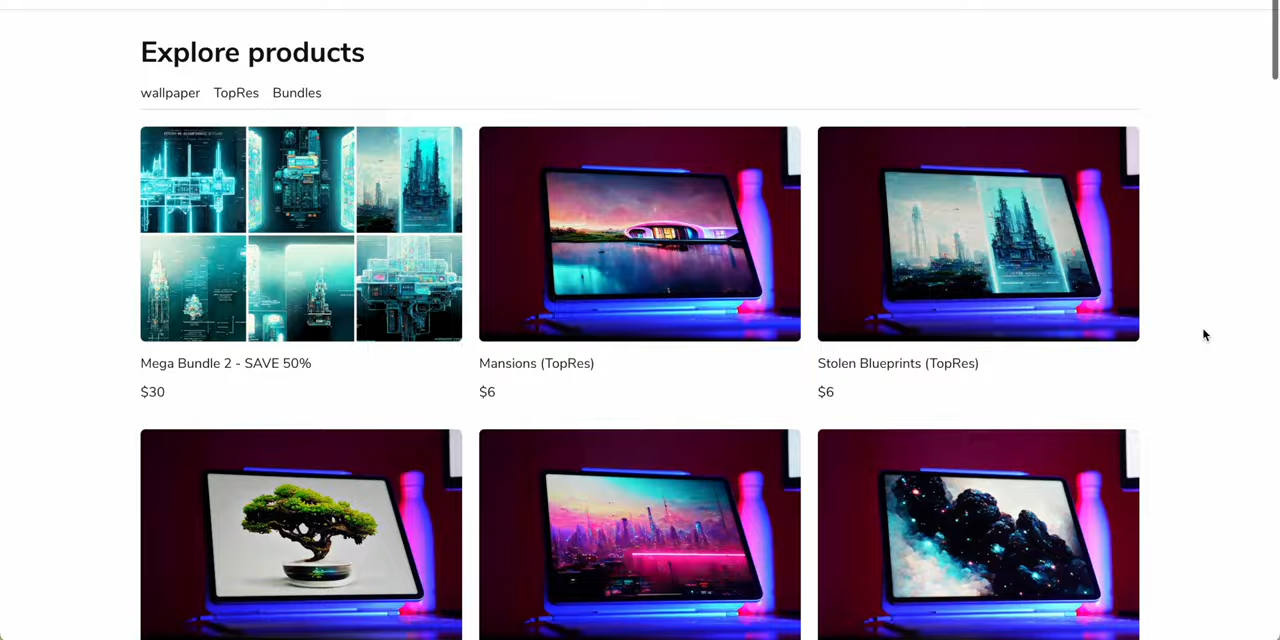 Explore products
wallpaper TopRes Bundles
Mega Bundle 2 - SAVE 50%
$30
Mansions (TopRes)
$6
Stolen Blueprints (TopRes)
$6